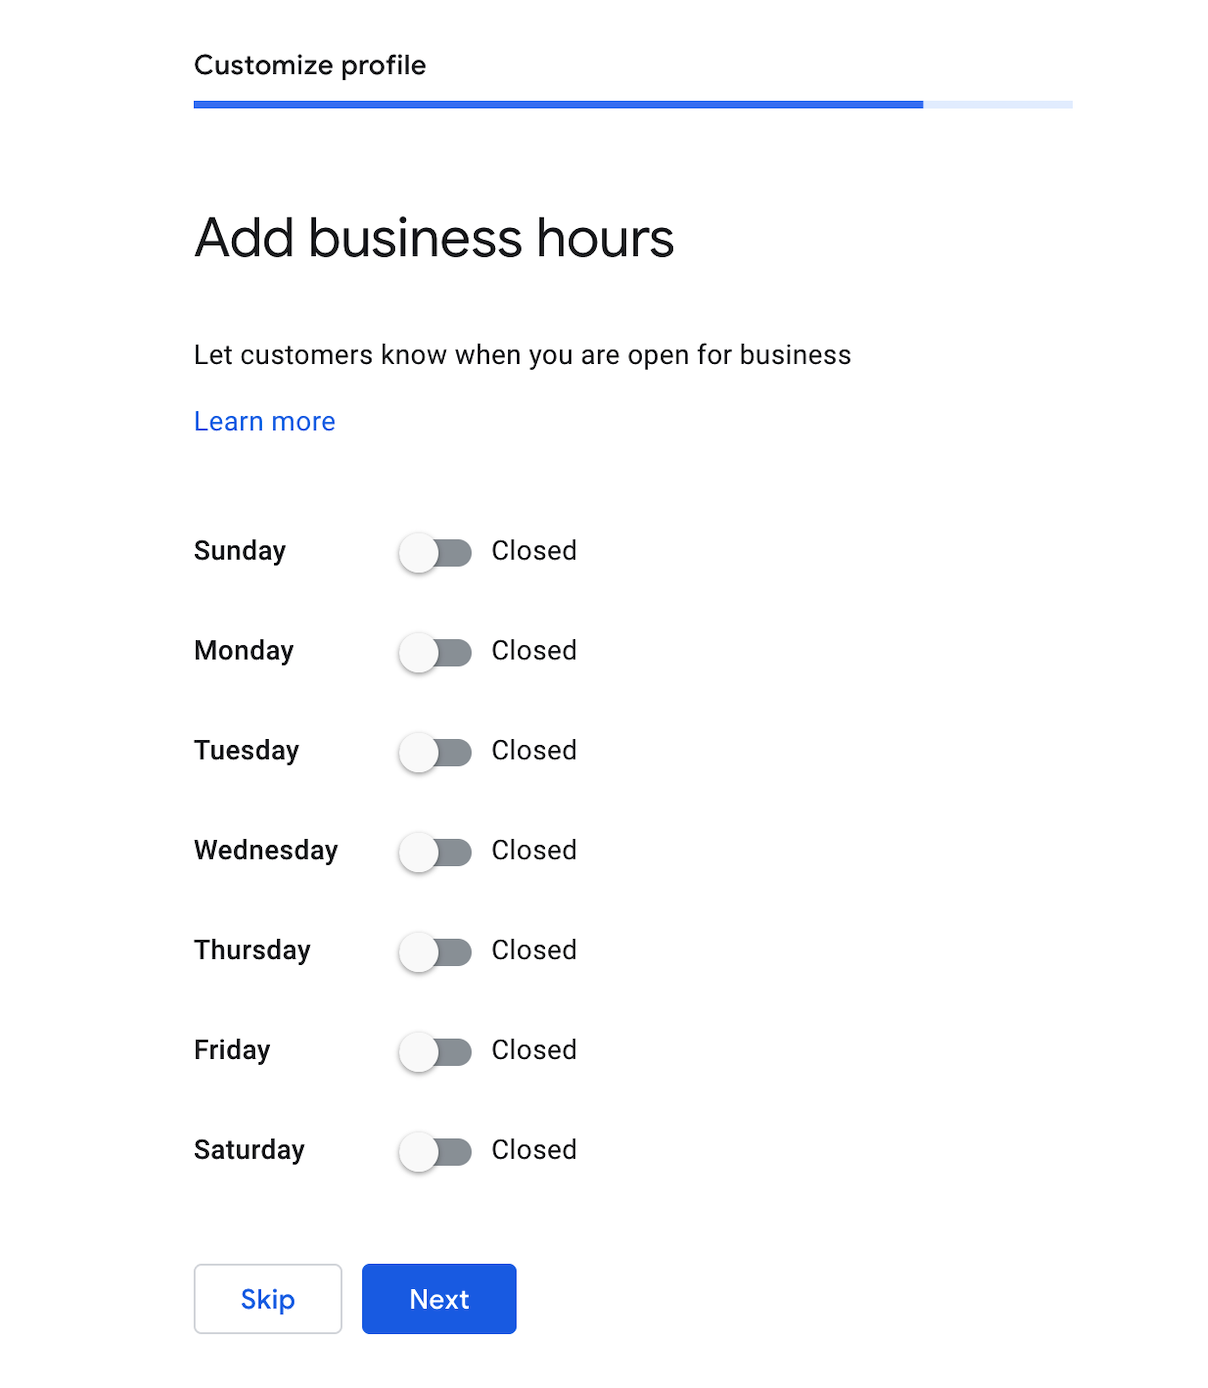 Customize profile
Add business hours
Let customers know when you are open for business
Learn more
Sunday Closed
Monday Closed
Tuesday Closed
Wednesday Closed
Thursday Closed
Friday Closed
Saturday Closed
Skip Next